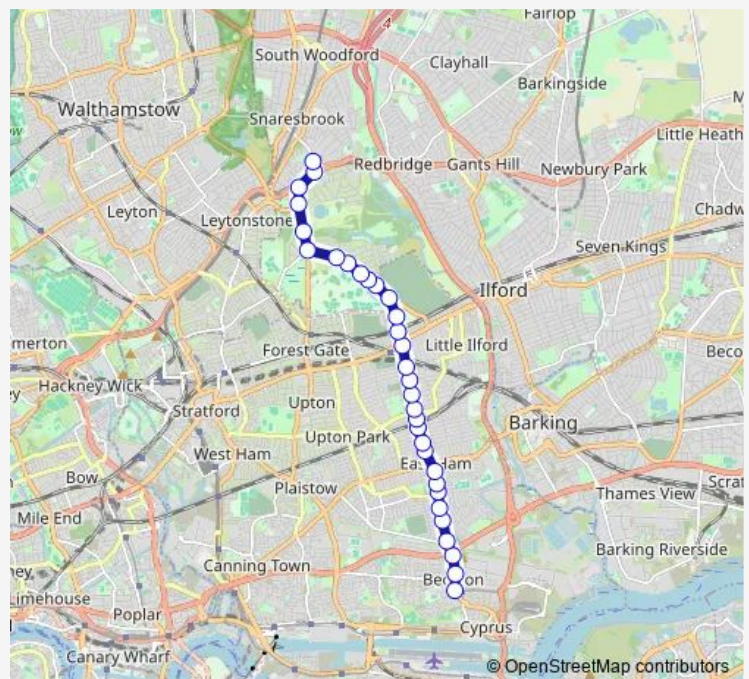 Fairlop
4
South Woodford
Clayhall
Barkingside
Walthamstow
Snaresbrook
Little Heath
Redbridge
Gants Hill
Newbury Park
Leyton
Leytonstone
Chadw
Seven Kings
Ilford
merton
Forest Gate
Little Ilford
Beco
Hackney Wick
Stratford
Upton
Barking
Upton Park
West Ham
East Ham
Bow
Plaistow
Scrat
Thames View
Mile End
Barking Riverside
Canning Town
Beckton
Limehouse
Poplar
Cyprus
Canary Wharf
© OpenStreetMap contributors